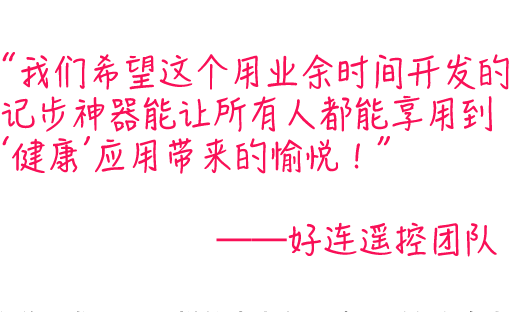 “我们希望这个用业余时间开发的
记步神器能让所有人都能享用到
‘健康’应用带来的愉悦！”
——好连遥控团队